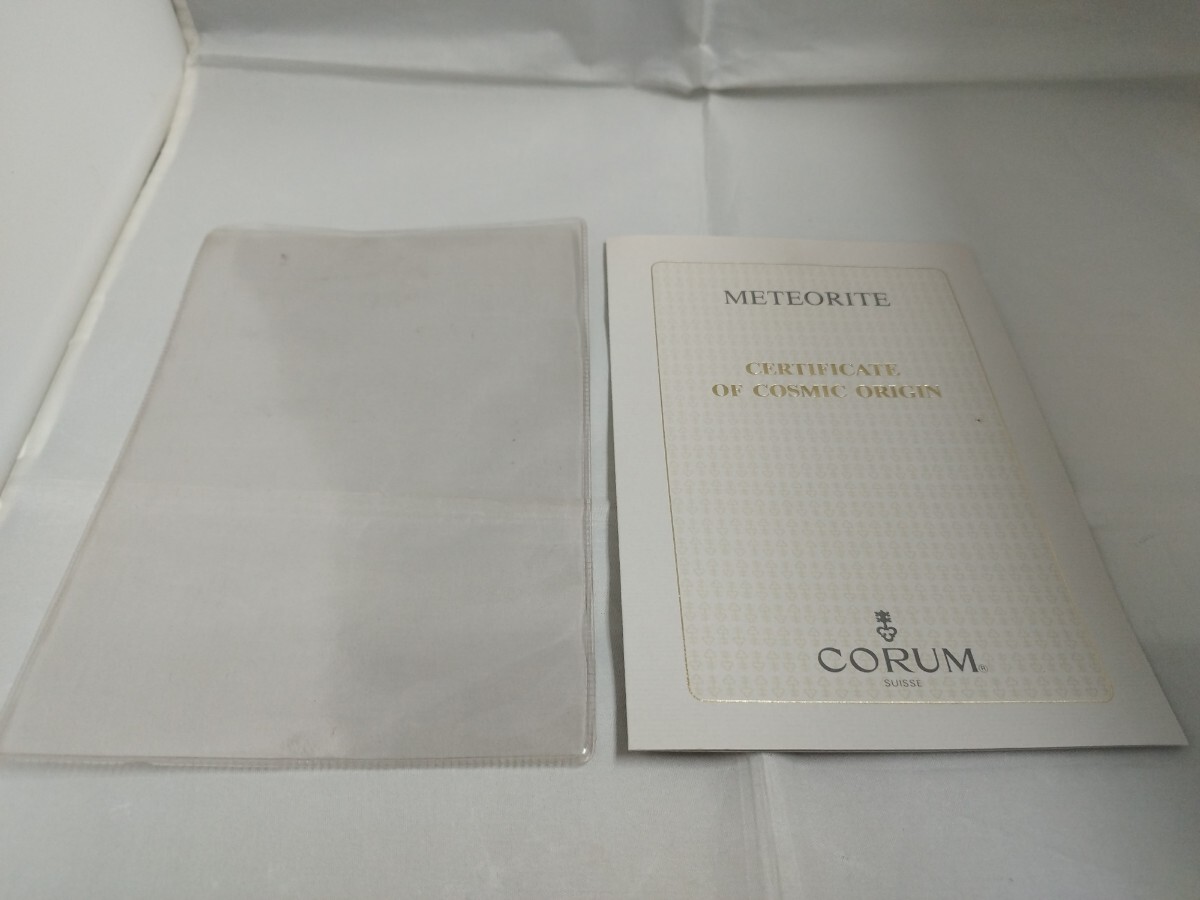 METEORITE
CERTIFICATE
OF COSMIC ORIGIN
CORUM®
SUISSE